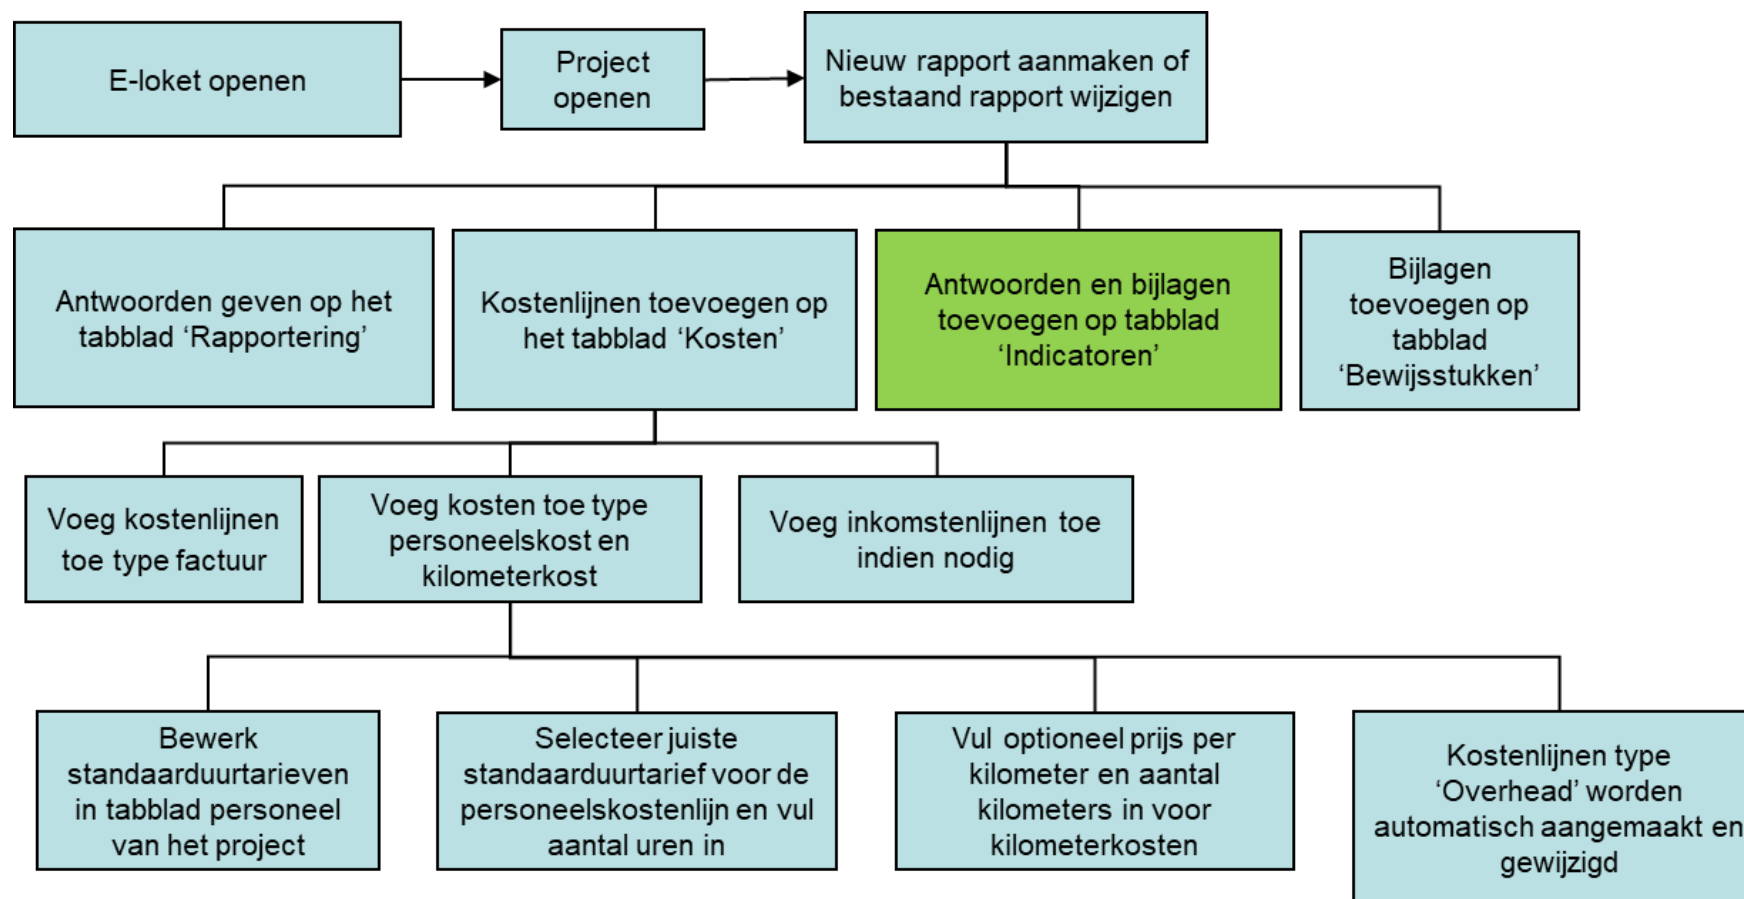 E-loket openen
Project
openen
Nieuw rapport aanmaken of
bestaand rapport wijzigen
Antwoorden geven op het
tabblad ‘Rapportering’
Kostenlijnen toevoegen op
het tabblad ‘Kosten’
Antwoorden en bijlagen
toevoegen op tabblad
‘Indicatoren’
Bijlagen
toevoegen op
tabblad
‘Bewijsstukken’
Voeg kostenlijnen
toe type factuur
Voeg kosten toe type
personeelskost en
kilometerkost
Voeg inkomstenlijnen toe
indien nodig
Bewerk
standaarduurtarieven
in tabblad personeel
van het project
Selecteer juiste
standaarduurtarief voor de
personeelskostenlijn en vul
aantal uren in
Vul optioneel prijs per
kilometer en aantal
kilometers in voor
kilometerkosten
Kostenlijnen type
‘Overhead’ worden
automatisch aangemaakt en
gewijzigd